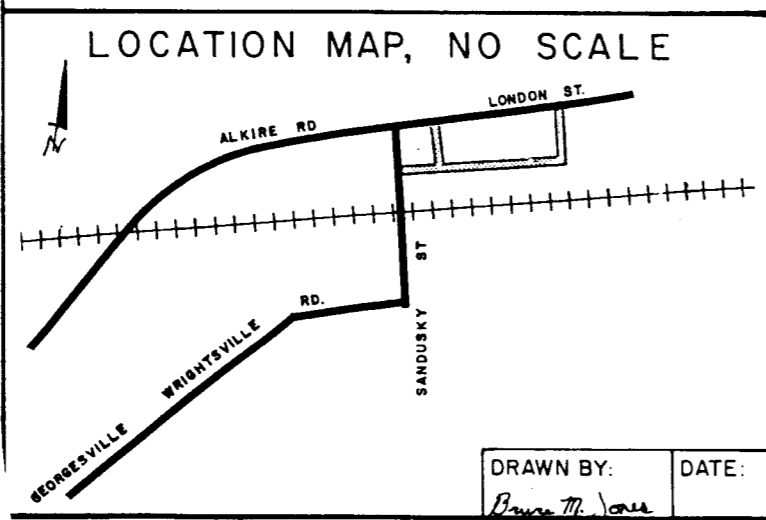 LOCATION MAP, NO SCALE
N
ALKIRE RD
LONDON ST.
SANDUSKY ST
GEORGESVILLE WRIGHTSVILLE RD.
DRAWN BY:
Bruce M. Jones
DATE: